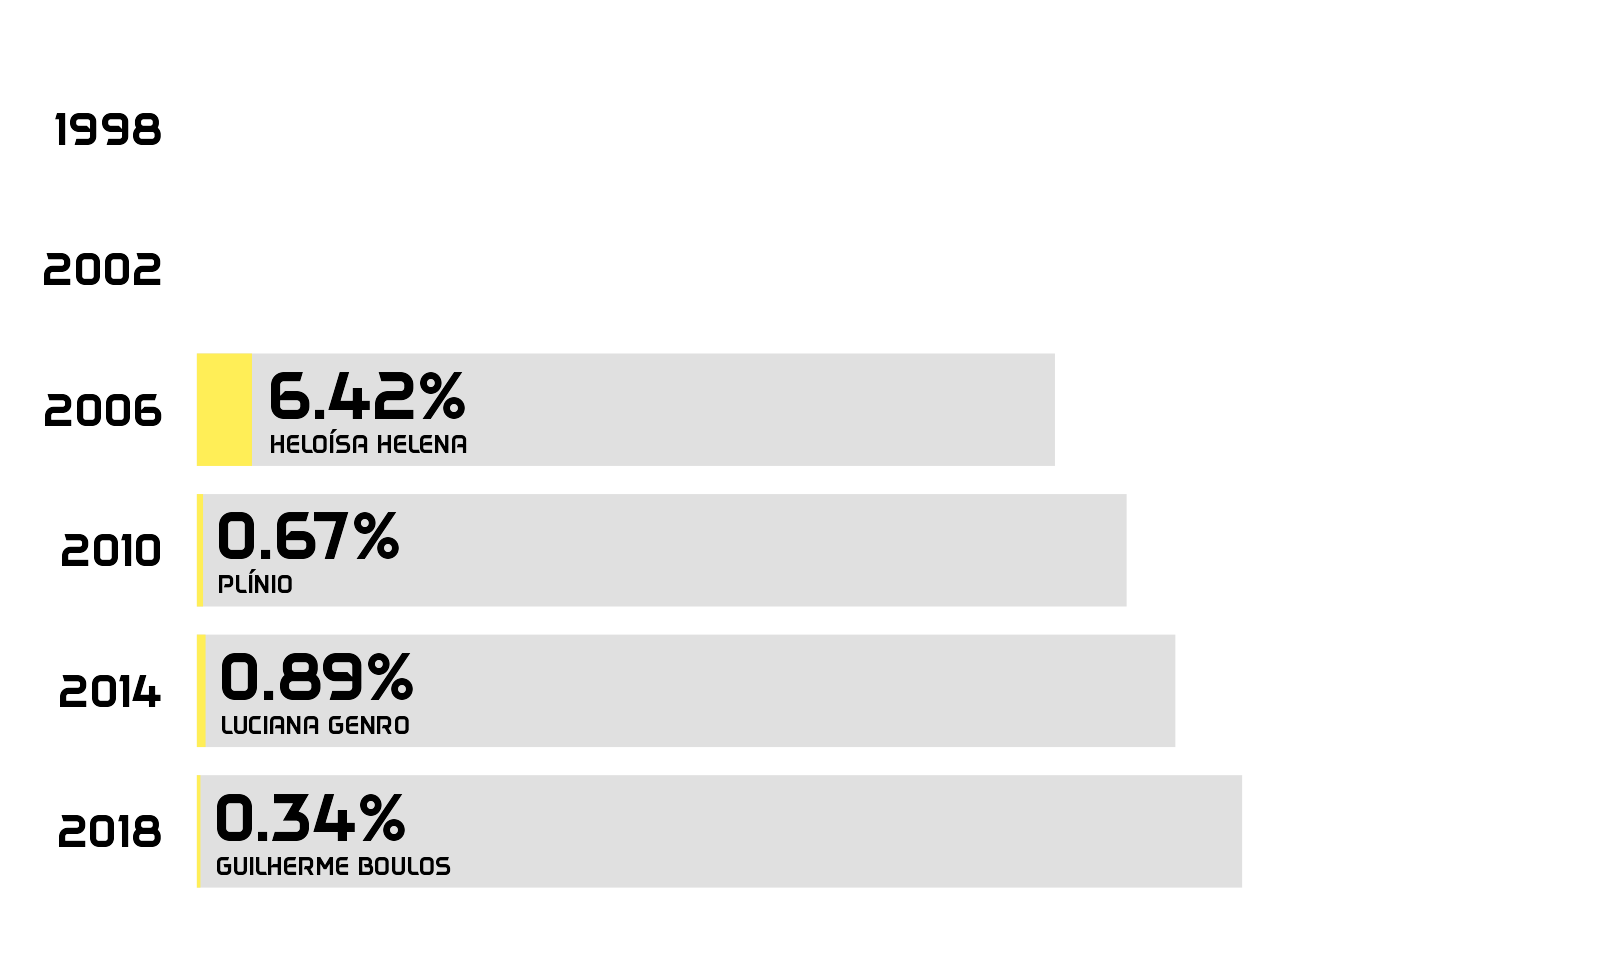 1998
2002
2006
6.42%
HELOÍSA HELENA
2010
0.67%
PLÍNIO
2014
0.89%
LUCIANA GENRO
2018
0.34%
GUILHERME BOULOS